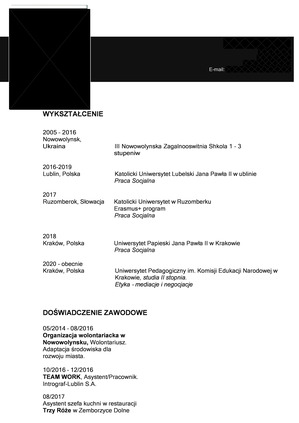 E-mail:
WYKSZTAŁCENIE
2005 - 2016
Nowowolynsk,
Ukraina
III Nowowolynska Zagalnooswitnia Shkola 1 - 3
stupeniw
2016-2019
Lublin, Polska
Katolicki Uniwersytet Lubelski Jana Pawła II w ublinie
Praca Socjalna
2017
Ruzomberok, Słowacja
Katolicki Uniwersytet w Ruzomberku
Erasmus+ program
Praca Socjalna
2018
Kraków, Polska
Uniwersytet Papieski Jana Pawła II w Krakowie
Praca Socjalna
2020 - obecnie
Kraków, Polska
Uniwersytet Pedagogiczny im. Komisji Edukacji Narodowej w
Krakowie, studia II stopnia.
Etyka - mediacje i negocjacje
DOŚWIADCZENIE ZAWODOWE
05/2014 - 08/2016
Organizacja wolontariacka w
Nowowolynsku, Wolontariusz.
Adaptacja środowiska dla
rozwoju miasta.
10/2016 - 12/2016
TEAM WORK, Asystent/Pracownik.
Intrograf-Lublin S.A.
08/2017
Asystent szefa kuchni w restauracji
Trzy Róże w Zemborzyce Dolne